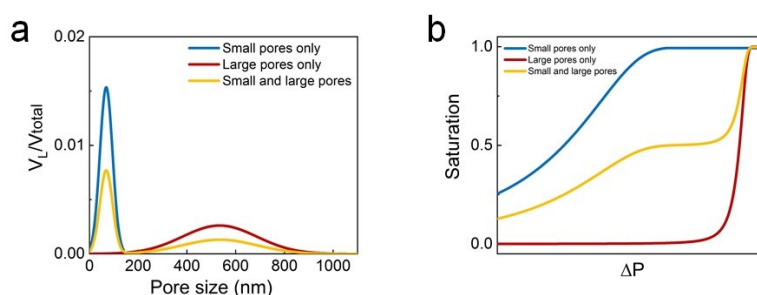 a
0.02
0.01
0.00
V_L/V_total
Small pores only
Large pores only
Small and large pores
0 200 400 600 800 1000
Pore size (nm)
b
1.0
0.5
0.0
Saturation
Small pores only
Large pores only
Small and large pores
ΔP